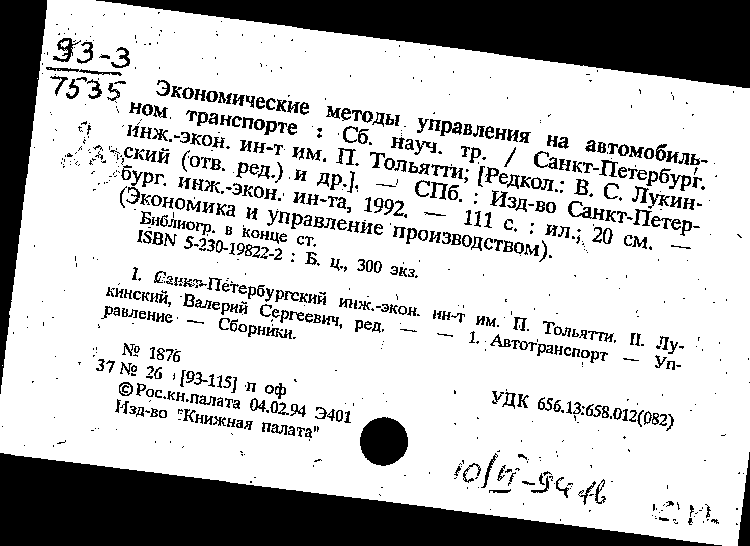 93-3
7535
Экономические методы управления на автомобиль-
ном транспорте : Сб. науч. тр. / Санкт-Петербург.
инж.-экон. ин-т им. П. Тольятти; [Редкол.: В. С. Лукин-
ский (отв. ред.) и др.]. — СПб. : Изд-во Санкт-Петер-
бург. инж.-экон. ин-та, 1992. — 111 с. : ил.; 20 см. —
(Экономика и управление производством).
Библиогр. в конце ст.
ISBN 5-230-19822-2 : Б. ц., 300 экз.
I. Санкт-Петербургский инж.-экон. ин-т им. П. Тольятти. II. Лу-
кинский, Валерий Сергеевич, ред. — — 1. Автотранспорт — Уп-
равление — Сборники.
№ 1876
37 № 26 [93-115] п оф
УДК 656.13:658.012(082)
©Рос.кн.палата 04.02.94 Э401
Изд-во "Книжная палата"
10/VI-94